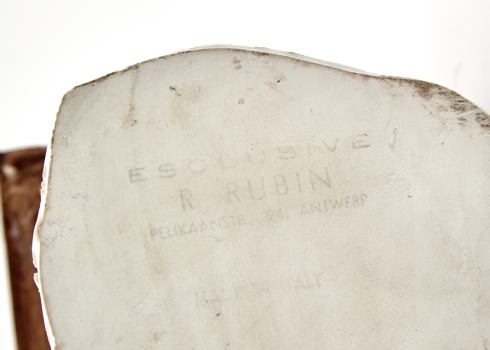 ESCLUSIVE
R. RUBIN
PELIKAANSTR., 94, ANTWERP
MADE IN ITALY